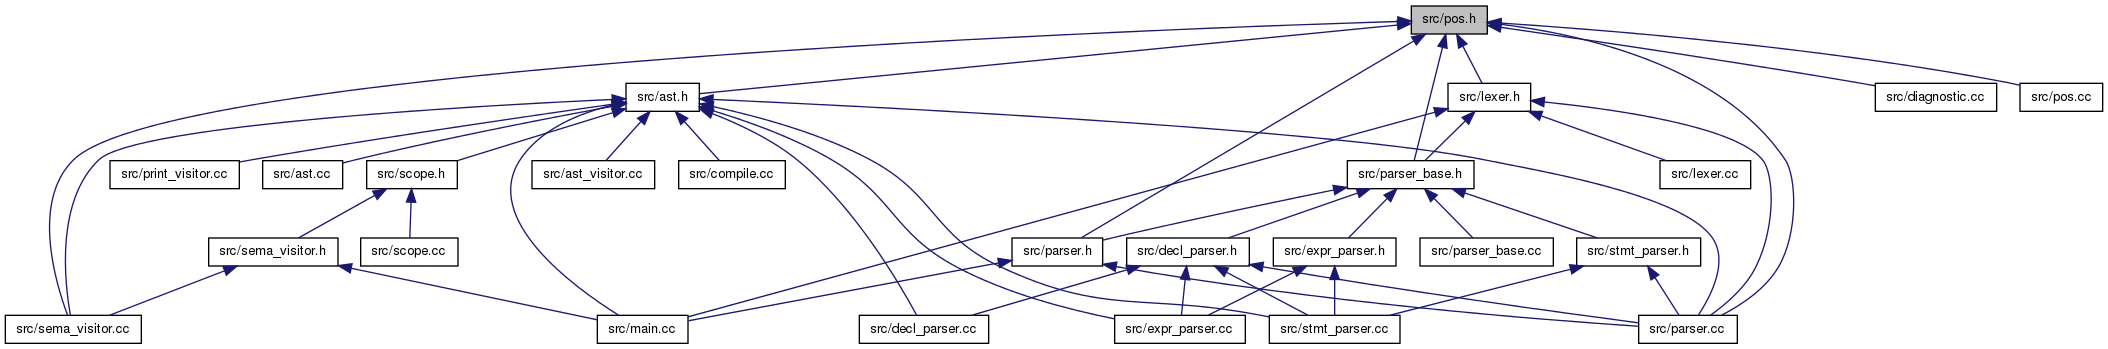 src/pos.h
src/ast.h
src/lexer.h
src/diagnostic.cc
src/pos.cc
src/print_visitor.cc
src/ast.cc
src/scope.h
src/ast_visitor.cc
src/compile.cc
src/parser_base.h
src/lexer.cc
src/sema_visitor.h
src/scope.cc
src/parser.h
src/decl_parser.h
src/expr_parser.h
src/parser_base.cc
src/stmt_parser.h
src/sema_visitor.cc
src/main.cc
src/decl_parser.cc
src/expr_parser.cc
src/stmt_parser.cc
src/parser.cc